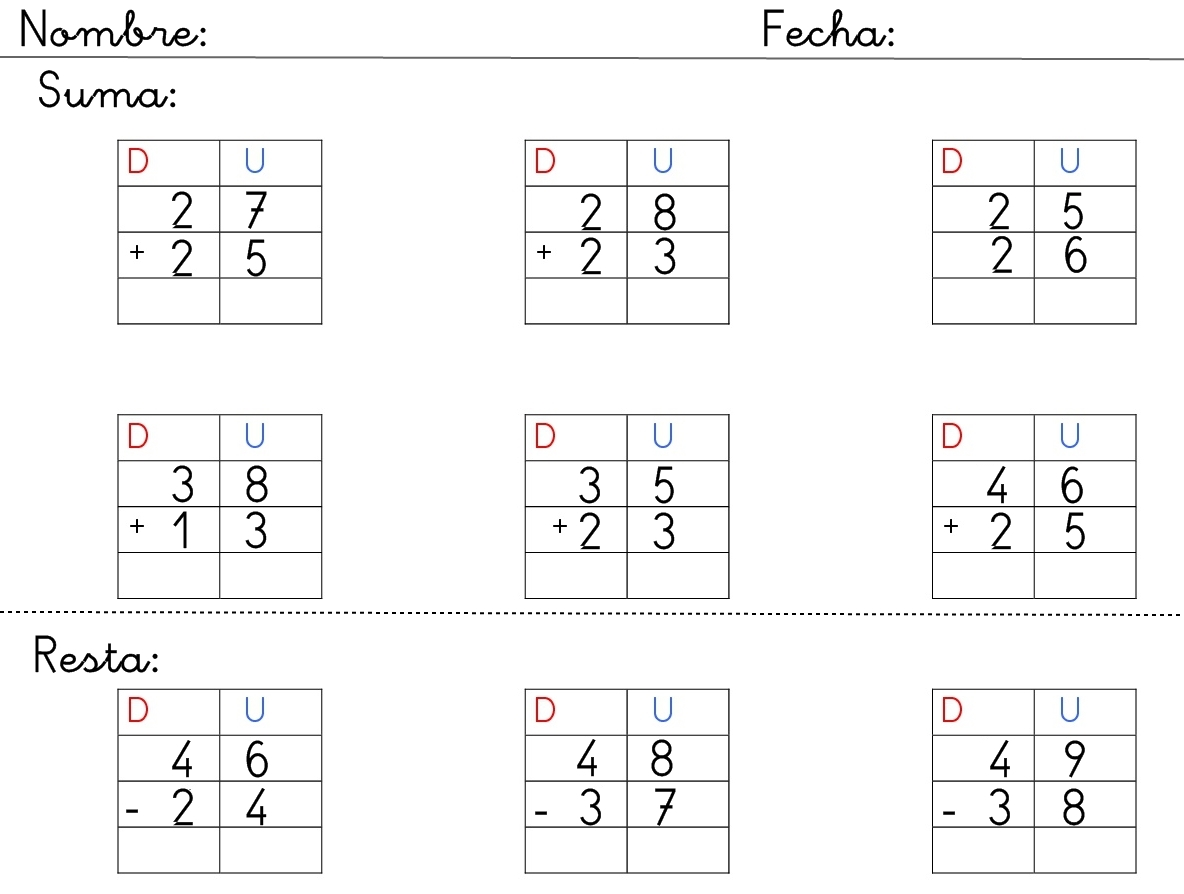 Nombre: Fecha:
Suma:
D U D U D U
2 7 2 8 2 5
+ 2 5 + 2 3 2 6
D U D U D U
3 8 3 5 4 6
+ 1 3 + 2 3 + 2 5
Resta:
D U D U D U
4 6 4 8 4 9
- 2 4 - 3 7 - 3 8